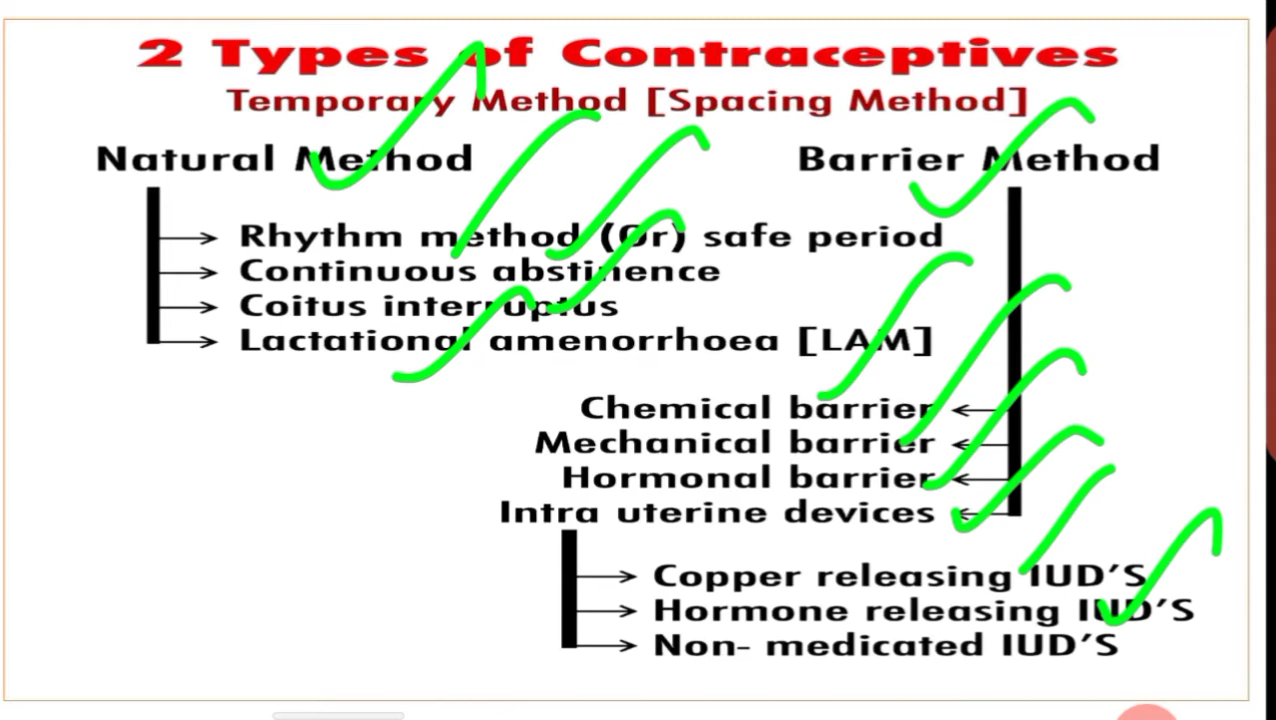 2 Types of Contraceptives
Temporary Method [Spacing Method]
Natural Method
Rhythm method (Or) safe period
Continuous abstinence
Coitus interruptus
Lactational amenorrhoea [LAM]
Barrier Method
Chemical barrier
Mechanical barrier
Hormonal barrier
Intra uterine devices
Copper releasing IUD'S
Hormone releasing IUD'S
Non- medicated IUD'S